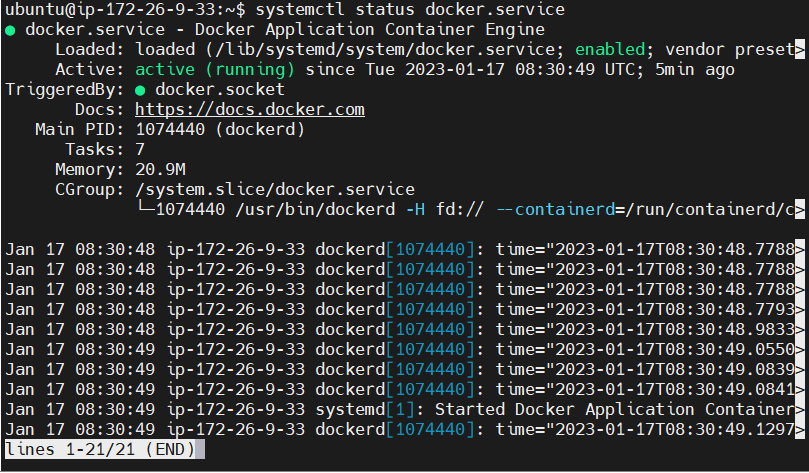 ubuntu@ip-172-26-9-33:~$ systemctl status docker.service
● docker.service - Docker Application Container Engine
     Loaded: loaded (/lib/systemd/system/docker.service; enabled; vendor preset>
     Active: active (running) since Tue 2023-01-17 08:30:49 UTC; 5min ago
TriggeredBy: ● docker.socket
       Docs: https://docs.docker.com
   Main PID: 1074440 (dockerd)
      Tasks: 7
     Memory: 20.9M
     CGroup: /system.slice/docker.service
             └─1074440 /usr/bin/dockerd -H fd:// --containerd=/run/containerd/c>
Jan 17 08:30:48 ip-172-26-9-33 dockerd[1074440]: time="2023-01-17T08:30:48.7788>
Jan 17 08:30:48 ip-172-26-9-33 dockerd[1074440]: time="2023-01-17T08:30:48.7788>
Jan 17 08:30:48 ip-172-26-9-33 dockerd[1074440]: time="2023-01-17T08:30:48.7788>
Jan 17 08:30:48 ip-172-26-9-33 dockerd[1074440]: time="2023-01-17T08:30:48.7793>
Jan 17 08:30:48 ip-172-26-9-33 dockerd[1074440]: time="2023-01-17T08:30:48.9833>
Jan 17 08:30:49 ip-172-26-9-33 dockerd[1074440]: time="2023-01-17T08:30:49.0550>
Jan 17 08:30:49 ip-172-26-9-33 dockerd[1074440]: time="2023-01-17T08:30:49.0839>
Jan 17 08:30:49 ip-172-26-9-33 dockerd[1074440]: time="2023-01-17T08:30:49.0841>
Jan 17 08:30:49 ip-172-26-9-33 systemd[1]: Started Docker Application Container>
Jan 17 08:30:49 ip-172-26-9-33 dockerd[1074440]: time="2023-01-17T08:30:49.1297>
lines 1-21/21 (END)